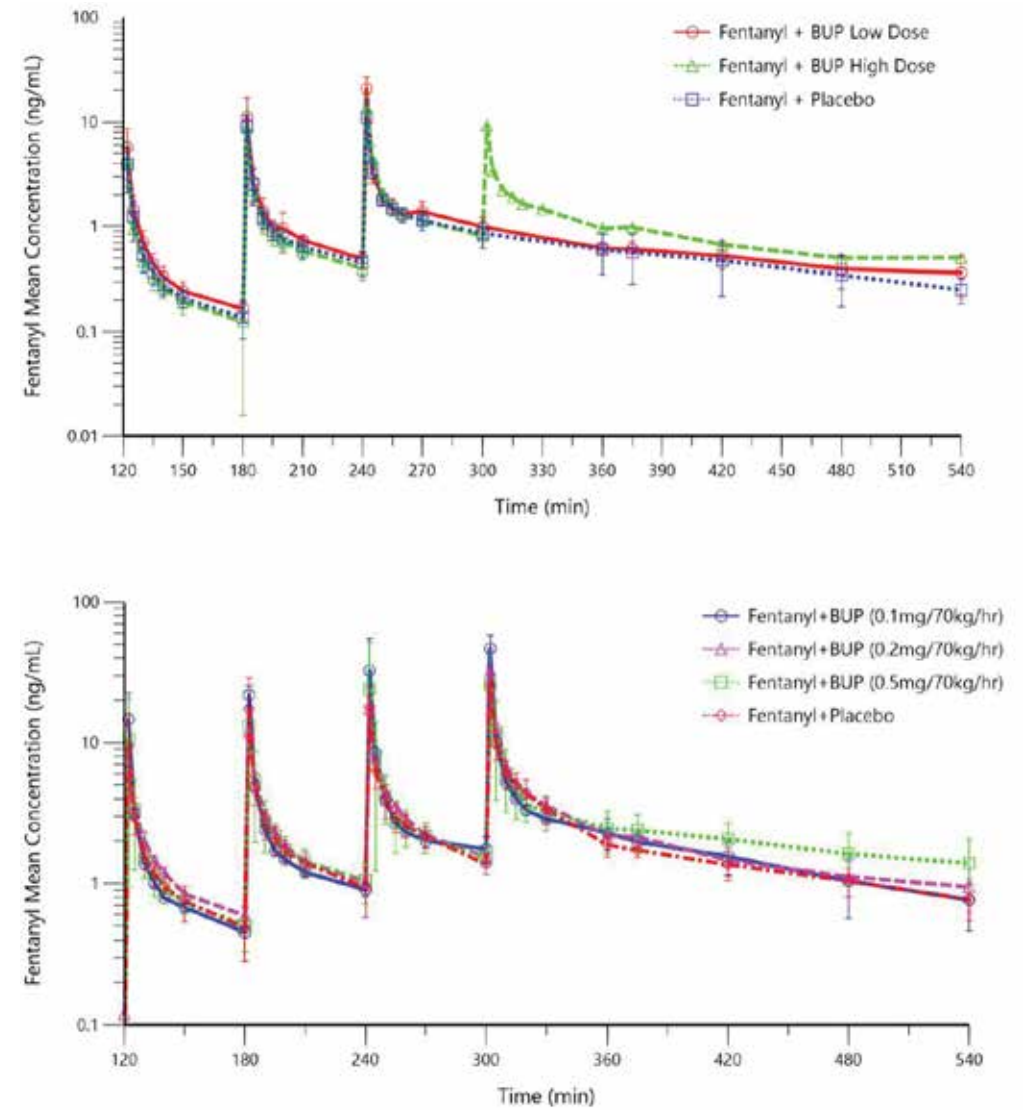 100
10
1
0.1
0.01
Fentanyl Mean Concentration (ng/mL)
Fentanyl + BUP Low Dose
Fentanyl + BUP High Dose
Fentanyl + Placebo
120 150 180 210 240 270 300 330 360 390 420 450 480 510 540
Time (min)
100
10
1
0.1
Fentanyl Mean Concentration (ng/mL)
Fentanyl+BUP (0.1mg/70kg/hr)
Fentanyl+BUP (0.2mg/70kg/hr)
Fentanyl+BUP (0.5mg/70kg/hr)
Fentanyl+Placebo
120 180 240 300 360 420 480 540
Time (min)